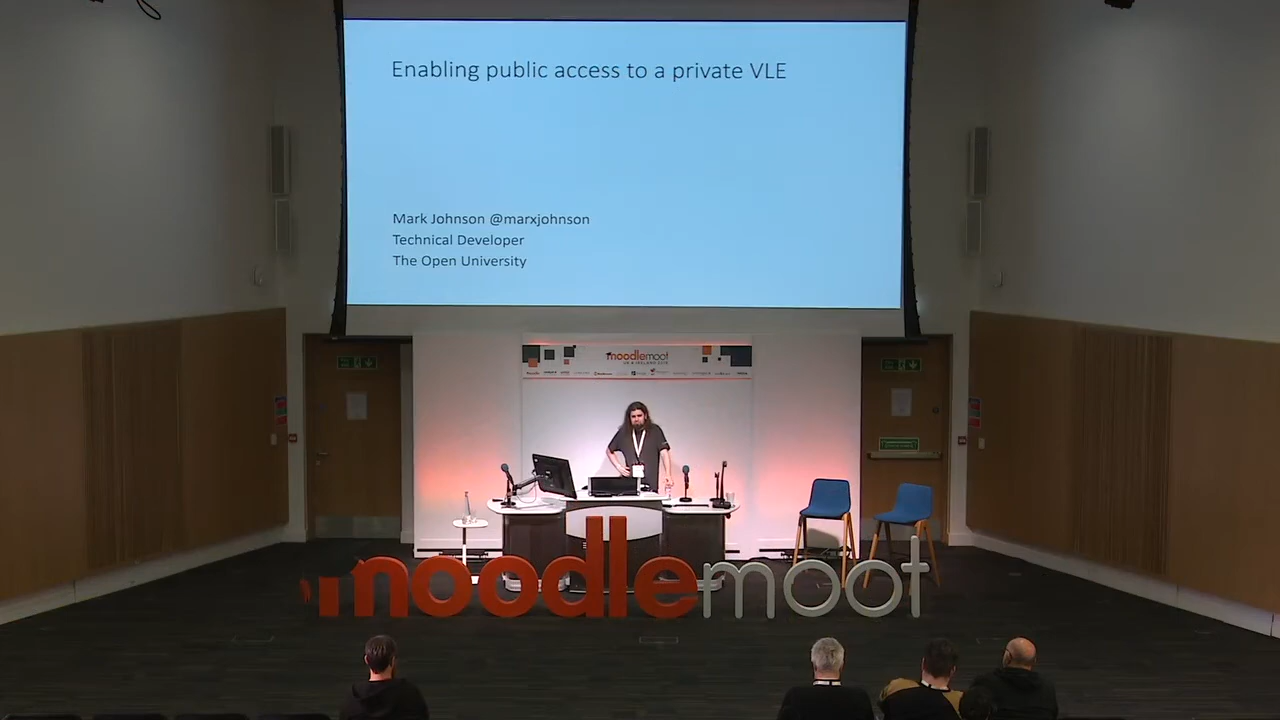 Enabling public access to a private VLE
Mark Johnson @marxjohnson
Technical Developer
The Open University
moodlemoot
moodlemoot